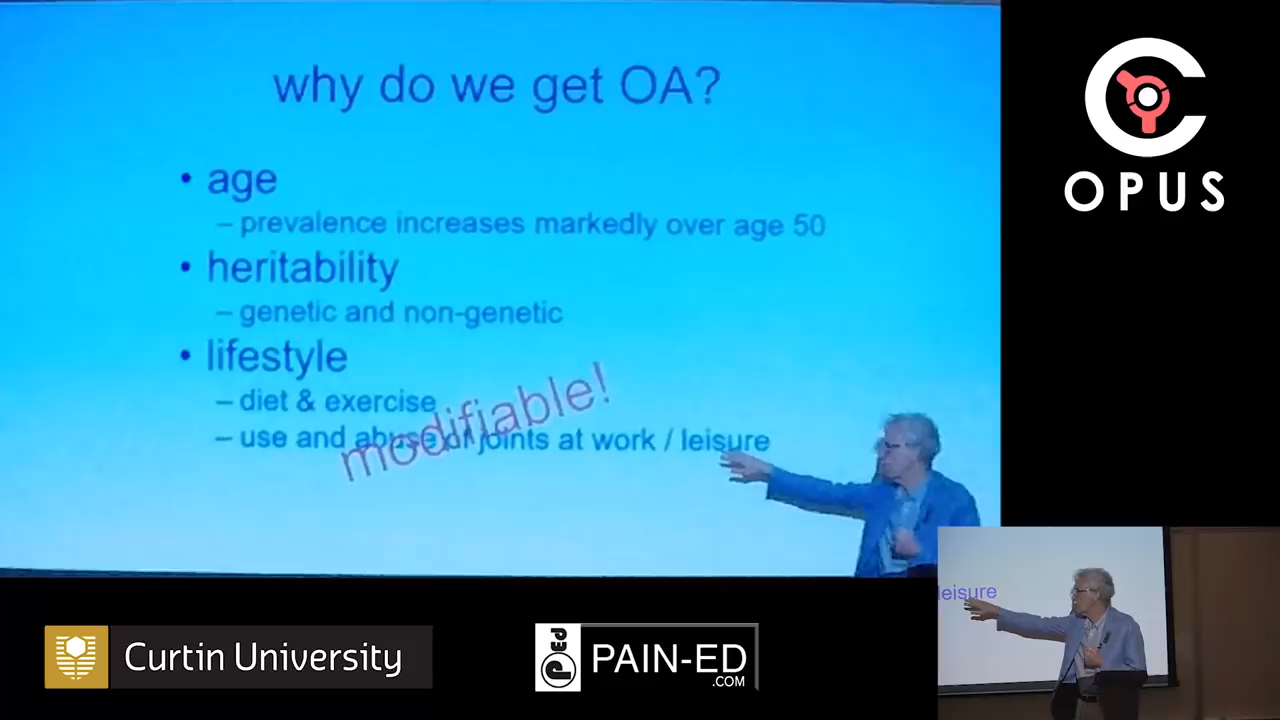 why do we get OA?
• age
– prevalence increases markedly over age 50
• heritability
– genetic and non-genetic
• lifestyle
– diet & exercise
– use and abuse of joints at work / leisure
modifiable!
OPUS
leisure
Curtin University
PED
PAIN-ED
.COM